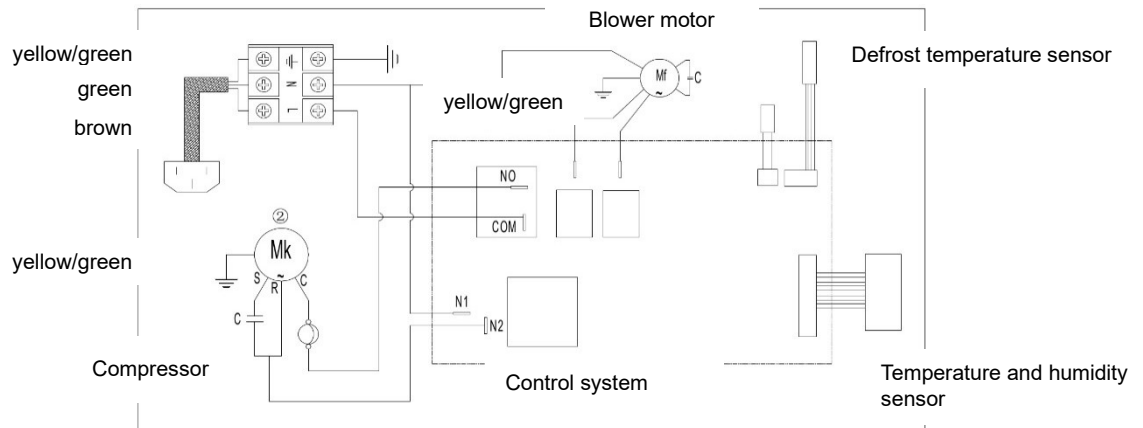 Blower motor
yellow/green
Defrost temperature sensor
green
brown
N
L
Mf
~
C
yellow/green
NO
COM
②
Mk
~
yellow/green
S
R
C
C
N1
N2
Compressor
Control system
Temperature and humidity
sensor